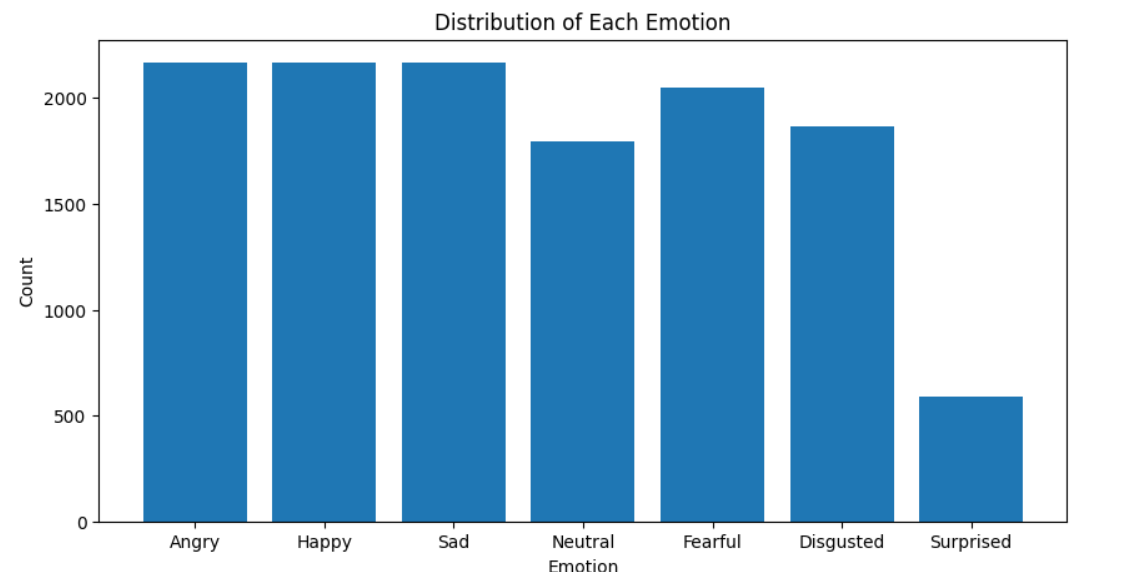 Distribution of Each Emotion
2000
1500
1000
500
0
Count
Angry Happy Sad Neutral Fearful Disgusted Surprised
Emotion